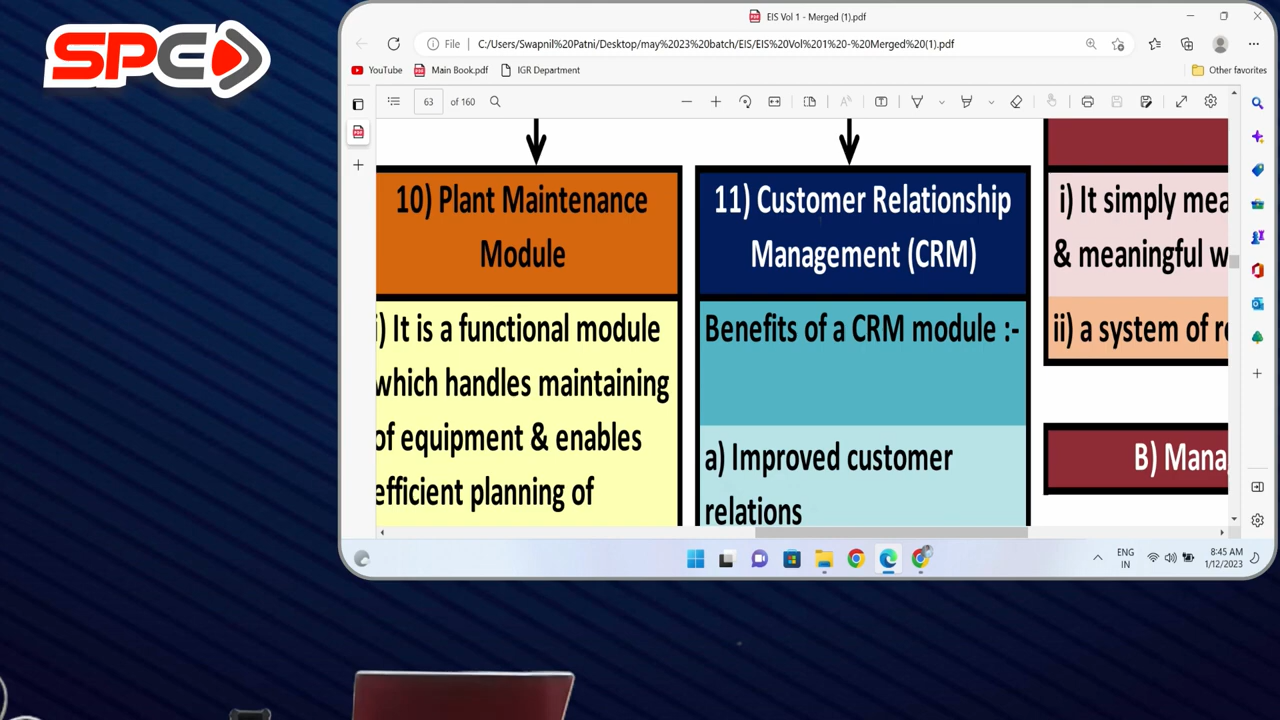 SPC
EIS Vol 1 - Merged (1).pdf
File
C:/Users/Swapnil%20Patni/Desktop/may%2023%20batch/EIS/EIS%20Vol%201%20-%20Merged%20(1).pdf
YouTube
Main Book.pdf
IGR Department
Other favorites
63
of 160
10) Plant Maintenance
Module
i) It is a functional module
which handles maintaining
of equipment & enables
efficient planning of
11) Customer Relationship
Management (CRM)
Benefits of a CRM module :-
a) Improved customer
relations
i) It simply mea
& meaningful w
ii) a system of re
B) Mana
ENG
IN
8:45 AM
1/12/2023